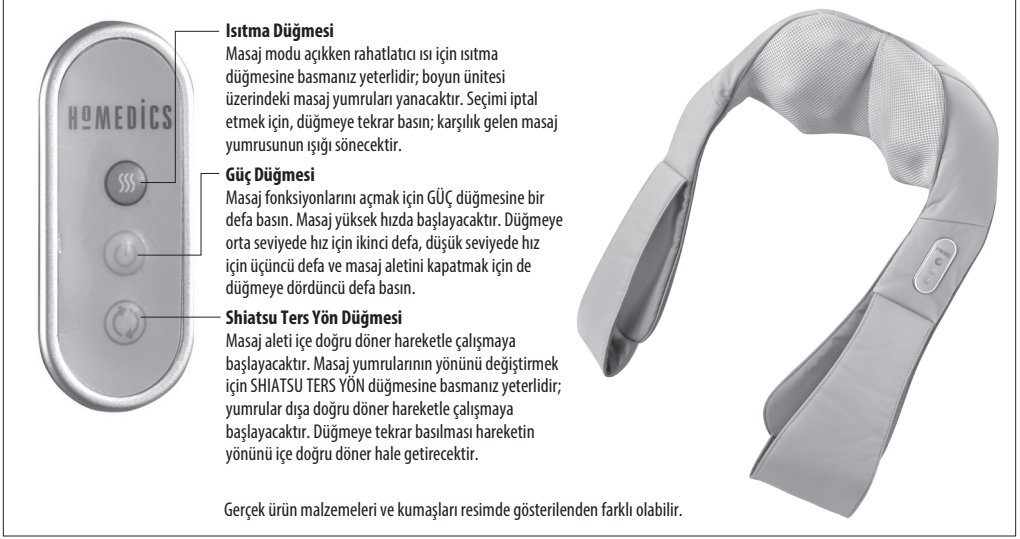 HOMEDICS
Isıtma Düğmesi
Masaj modu açıkken rahatlatıcı ısı için ısıtma
düğmesine basmanız yeterlidir; boyun ünitesi
üzerindeki masaj yumruları yanacaktır. Seçimi iptal
etmek için, düğmeye tekrar basın; karşılık gelen masaj
yumrusunun ışığı sönecektir.
Güç Düğmesi
Masaj fonksiyonlarını açmak için GÜÇ düğmesine bir
defa basın. Masaj yüksek hızda başlayacaktır. Düğmeye
orta seviyede hız için ikinci defa, düşük seviyede hız
için üçüncü defa ve masaj aletini kapatmak için de
düğmeye dördüncü defa basın.
Shiatsu Ters Yön Düğmesi
Masaj aleti içe doğru döner hareketle çalışmaya
başlayacaktır. Masaj yumrularının yönünü değiştirmek
için SHIATSU TERS YÖN düğmesine basmanız yeterlidir;
yumrular dışa doğru döner hareketle çalışmaya
başlayacaktır. Düğmeye tekrar basılması hareketin
yönünü içe doğru döner hale getirecektir.
Gerçek ürün malzemeleri ve kumaşları resimde gösterilenden farklı olabilir.